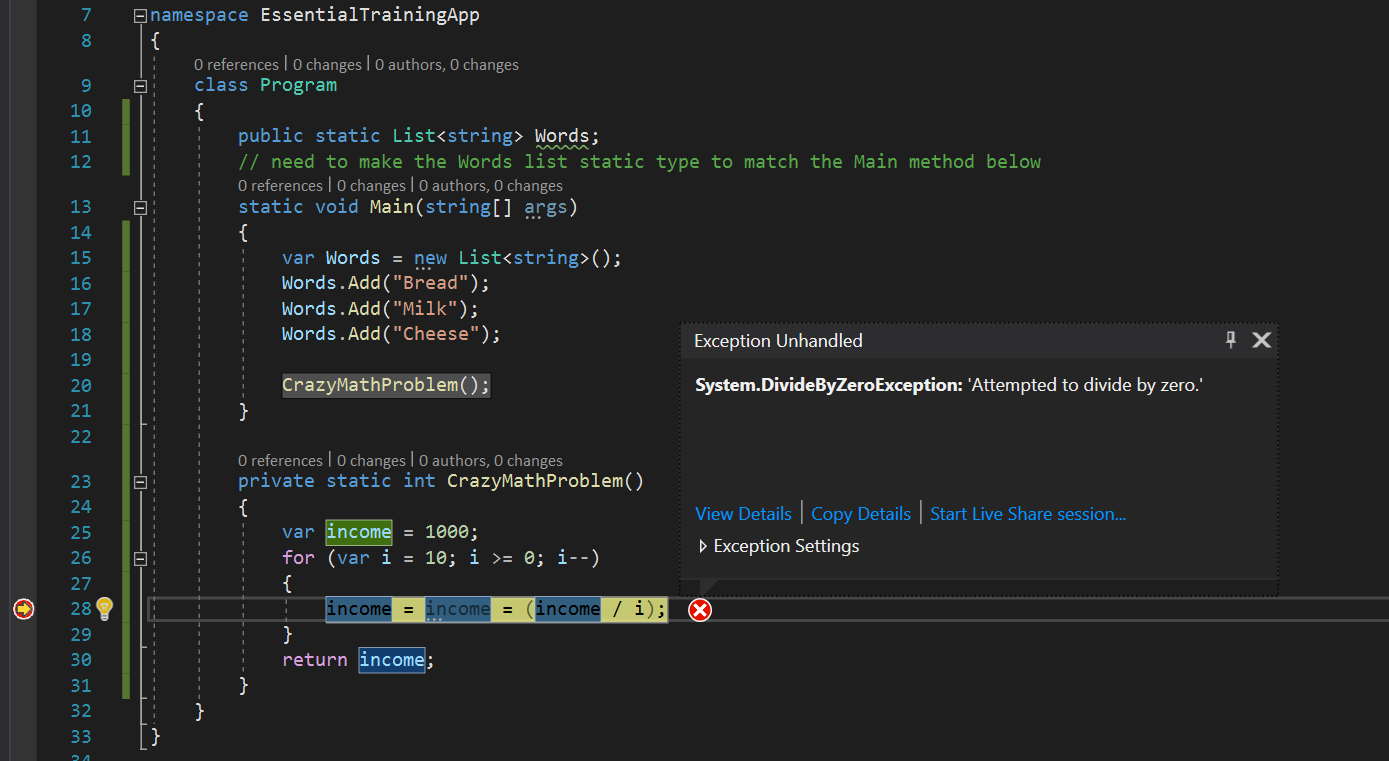 7 namespace EssentialTrainingApp
8 {
0 references | 0 changes | 0 authors, 0 changes
9 class Program
10 {
11 public static List<string> Words;
12 // need to make the Words list static type to match the Main method below
0 references | 0 changes | 0 authors, 0 changes
13 static void Main(string[] args)
14 {
15 var Words = new List<string>();
16 Words.Add("Bread");
17 Words.Add("Milk");
18 Words.Add("Cheese");
19
20 CrazyMathProblem();
21 }
22
0 references | 0 changes | 0 authors, 0 changes
23 private static int CrazyMathProblem()
24 {
25 var income = 1000;
26 for (var i = 10; i >= 0; i--)
27 {
28 income = income = (income / i);
29 }
30 return income;
31 }
32 }
33 }
34
Exception Unhandled
System.DivideByZeroException: 'Attempted to divide by zero.'
View Details | Copy Details | Start Live Share session...
Exception Settings